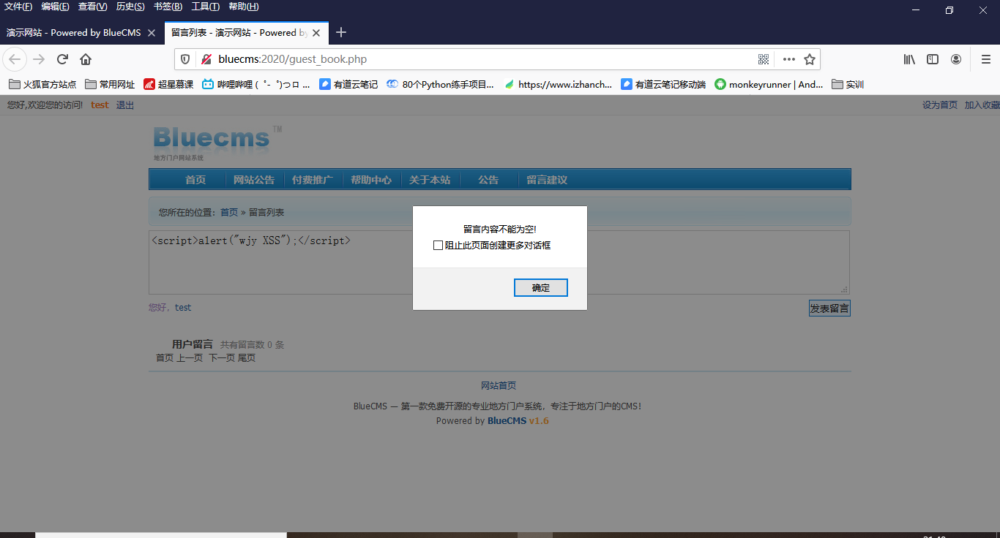 文件(F) 编辑(E) 查看(V) 历史(S) 书签(B) 工具(T) 帮助(H)
演示网站 - Powered by BlueCMS
留言列表 - 演示网站 - Powered by
bluecms:2020/guest_book.php
火狐官方站点 常用网址 超星慕课 哔哩哔哩 ( ゜- ゜)つロ ... 有道云笔记 80个Python练手项目... https://www.izhanch... 有道云笔记移动端 monkeyrunner | And... 实训
您好,欢迎您的访问! test 退出
设为首页 加入收藏
Bluecms TM
地方门户网站系统
首页 网站公告 付费推广 帮助中心 关于本站 公告 留言建议
您所在的位置：首页 » 留言列表
<script>alert("wjy XSS");</script>
留言内容不能为空!
阻止此页面创建更多对话框
确定
您好，test
发表留言
用户留言 共有留言数 0 条
首页 上一页 下一页 尾页
网站首页
BlueCMS — 第一款免费开源的专业地方门户系统，专注于地方门户的CMS!
Powered by BlueCMS v1.6